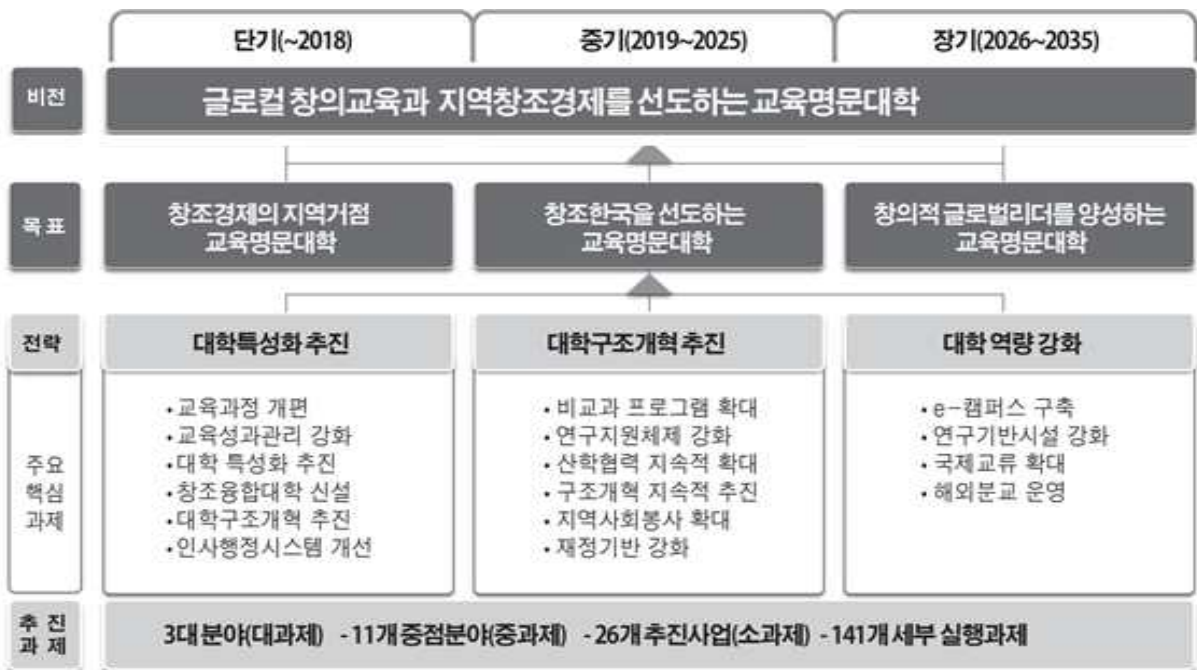 단기(~2018) 중기(2019~2025) 장기(2026~2035)
비전 글로컬 창의교육과 지역창조경제를 선도하는 교육명문대학
목표
창조경제의 지역거점
교육명문대학
창조한국을 선도하는
교육명문대학
창의적 글로벌리더를 양성하는
교육명문대학
전략 대학특성화 추진 대학구조개혁 추진 대학 역량 강화
주요
핵심
과제
• 교육과정 개편
• 교육성과관리 강화
• 대학 특성화 추진
• 창조융합대학 신설
• 대학구조개혁 추진
• 인사행정시스템 개선
• 비교과 프로그램 확대
• 연구지원체제 강화
• 산학협력 지속적 확대
• 구조개혁 지속적 추진
• 지역사회봉사 확대
• 재정기반 강화
• e-캠퍼스 구축
• 연구기반시설 강화
• 국제교류 확대
• 해외분교 운영
추 진
과 제
3대 분야(대과제) - 11개 중점분야(중과제) - 26개 추진사업(소과제) - 141개 세부 실행과제